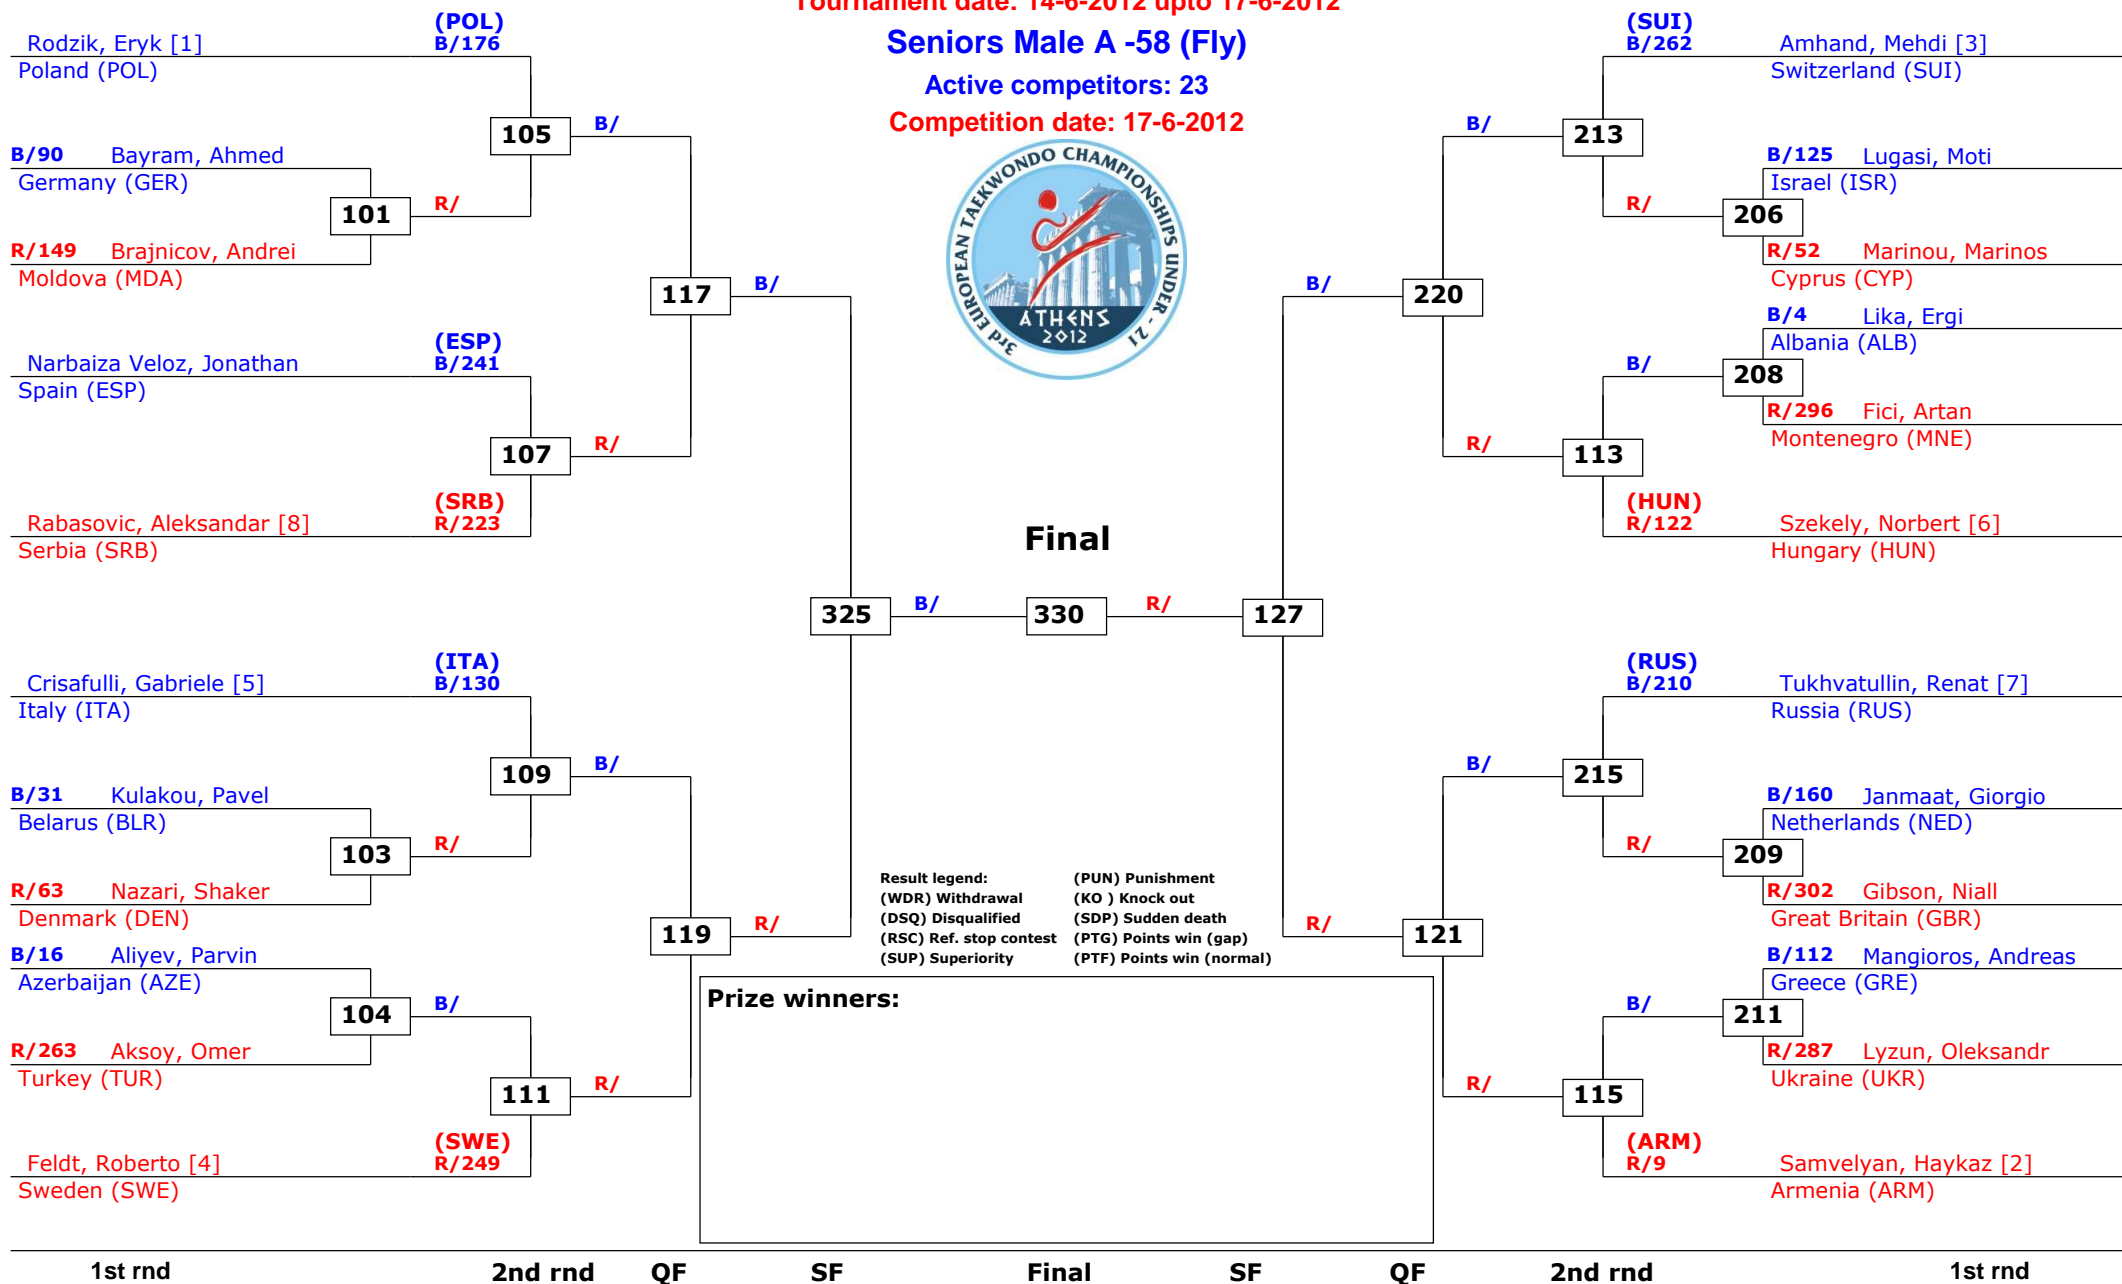 Tournament date: 14-6-2012 upto 17-6-2012
Seniors Male A -58 (Fly)
Active competitors: 23
Competition date: 17-6-2012
3rd EUROPEAN TAEKWONDO CHAMPIONSHIPS UNDER - 21
ATHENS
2012
(POL)
Rodzik, Eryk [1] B/176
Poland (POL)
105
B/
B/90 Bayram, Ahmed
Germany (GER)
101
R/
R/149 Brajnicov, Andrei
Moldova (MDA)
117
B/
(ESP)
Narbaiza Veloz, Jonathan B/241
Spain (ESP)
107
R/
(SRB)
Rabasovic, Aleksandar [8] R/223
Serbia (SRB)
325
B/
(ITA)
Crisafulli, Gabriele [5] B/130
Italy (ITA)
109
B/
B/31 Kulakou, Pavel
Belarus (BLR)
103
R/
R/63 Nazari, Shaker
Denmark (DEN)
119
R/
B/16 Aliyev, Parvin
Azerbaijan (AZE)
104
B/
R/263 Aksoy, Omer
Turkey (TUR)
111
R/
(SWE)
Feldt, Roberto [4] R/249
Sweden (SWE)
Final
330
R/
127
(SUI)
B/262 Amhand, Mehdi [3]
Switzerland (SUI)
B/
213
B/125 Lugasi, Moti
Israel (ISR)
R/
206
R/52 Marinou, Marinos
Cyprus (CYP)
B/
220
B/4 Lika, Ergi
Albania (ALB)
B/
208
R/296 Fici, Artan
Montenegro (MNE)
R/
113
(HUN)
R/122 Szekely, Norbert [6]
Hungary (HUN)
(RUS)
B/210 Tukhvatullin, Renat [7]
Russia (RUS)
B/
215
B/160 Janmaat, Giorgio
Netherlands (NED)
R/
209
R/302 Gibson, Niall
Great Britain (GBR)
R/
121
B/112 Mangioros, Andreas
Greece (GRE)
B/
211
R/287 Lyzun, Oleksandr
Ukraine (UKR)
R/
115
(ARM)
R/9 Samvelyan, Haykaz [2]
Armenia (ARM)
Result legend: (PUN) Punishment
(WDR) Withdrawal (KO ) Knock out
(DSQ) Disqualified (SDP) Sudden death
(RSC) Ref. stop contest (PTG) Points win (gap)
(SUP) Superiority (PTF) Points win (normal)
Prize winners:
1st rnd 2nd rnd QF SF Final SF QF 2nd rnd 1st rnd